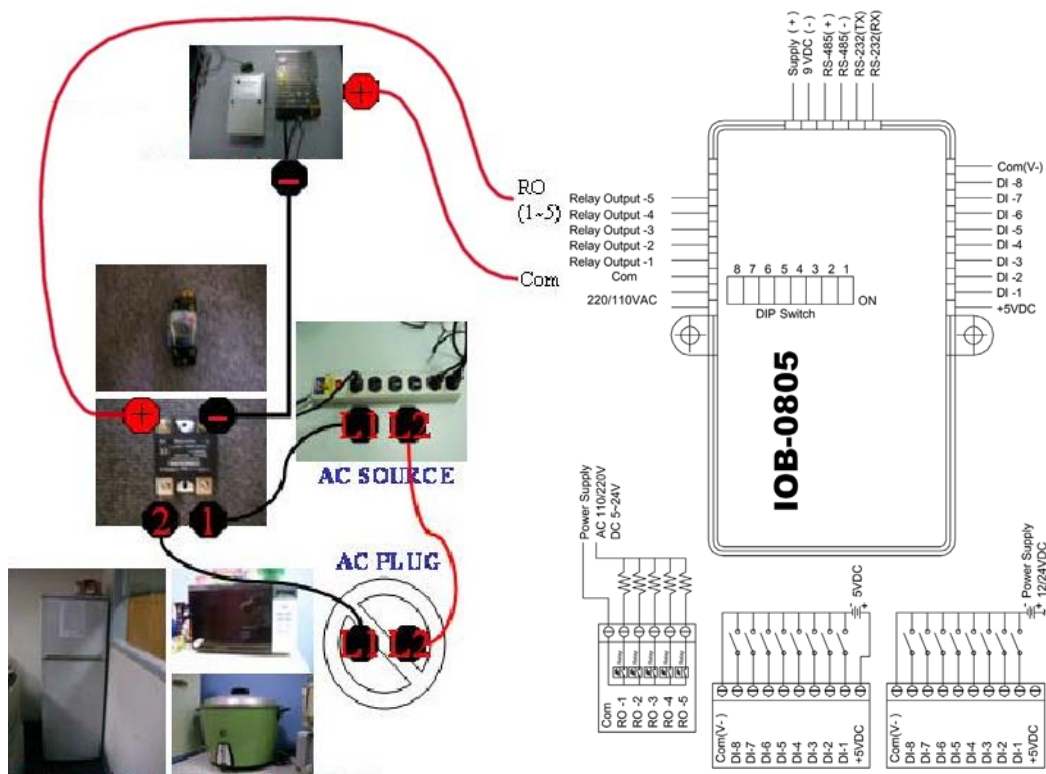 +
-
RO
(1~5)
Com
+
-
L1 L2
AC SOURCE
2 1
AC PLUG
L1 L2
Supply (+)
9 VDC (-)
RS-485(+)
RS-485(-)
RS-232(TX)
RS-232(RX)
Relay Output -5
Relay Output -4
Relay Output -3
Relay Output -2
Relay Output -1
Com
220/110VAC
Com(V-)
DI -8
DI -7
DI -6
DI -5
DI -4
DI -3
DI -2
DI -1
+5VDC
8 7 6 5 4 3 2 1
ON
DIP Switch
IOB-0805
Power Supply
AC 110/220V
DC 5~24V
Relay
Relay
Relay
Relay
Relay
Com
RO -1
RO -2
RO -3
RO -4
RO -5
- + 5VDC
Com(V-)
DI-8
DI-7
DI-6
DI-5
DI-4
DI-3
DI-2
DI-1
+5VDC
- Power Supply
+ 12/24VDC
Com(V-)
DI-8
DI-7
DI-6
DI-5
DI-4
DI-3
DI-2
DI-1
+5VDC